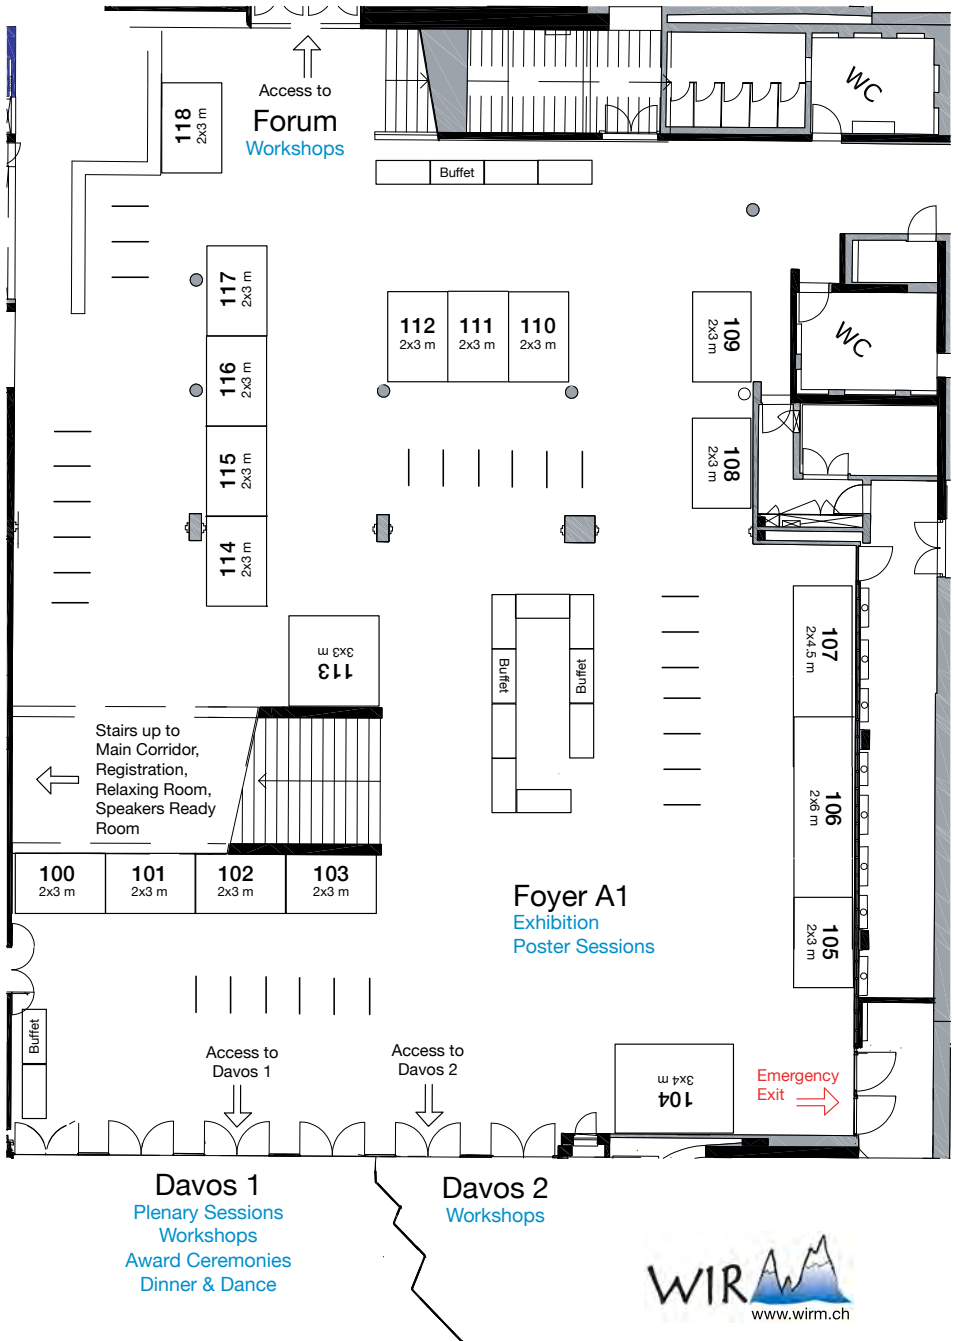 118
2x3 m
Access to
Forum
Workshops
WC
Buffet
117
2x3 m
116
2x3 m
115
2x3 m
114
2x3 m
112
2x3 m
111
2x3 m
110
2x3 m
109
2x3 m
WC
108
2x3 m
113
3x3 m
Buffet
Buffet
107
2x4.5 m
106
2x6 m
105
2x3 m
Stairs up to
Main Corridor,
Registration,
Relaxing Room,
Speakers Ready
Room
100
2x3 m
101
2x3 m
102
2x3 m
103
2x3 m
Foyer A1
Exhibition
Poster Sessions
Buffet
Access to
Davos 1
Access to
Davos 2
104
3x4 m
Emergency
Exit
Davos 1
Plenary Sessions
Workshops
Award Ceremonies
Dinner & Dance
Davos 2
Workshops
WIRM
www.wirm.ch